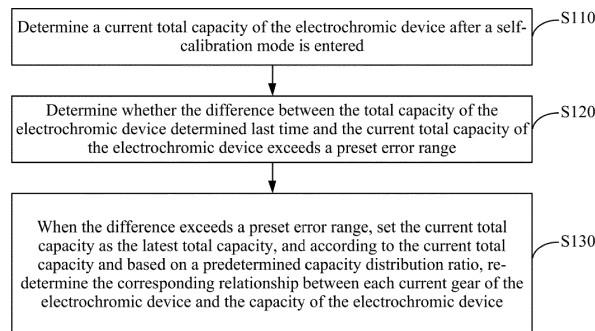 Determine a current total capacity of the electrochromic device after a self-
calibration mode is entered
S110
Determine whether the difference between the total capacity of the
electrochromic device determined last time and the current total capacity of
the electrochromic device exceeds a preset error range
S120
When the difference exceeds a preset error range, set the current total
capacity as the latest total capacity, and according to the current total
capacity and based on a predetermined capacity distribution ratio, re-
determine the corresponding relationship between each current gear of the
electrochromic device and the capacity of the electrochromic device
S130